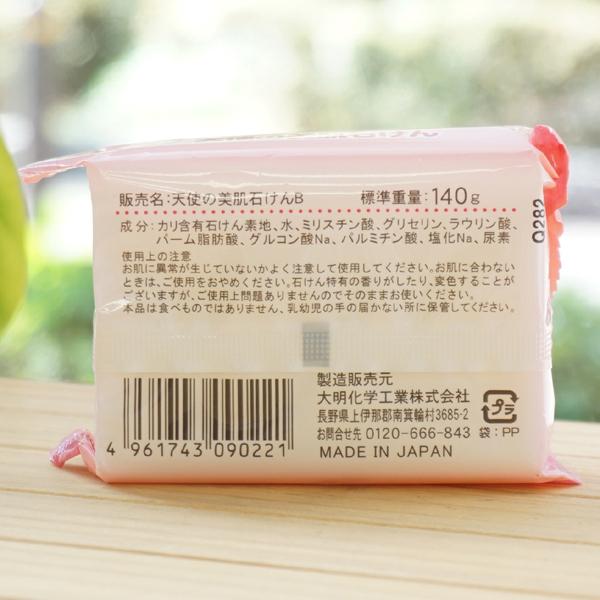 石けん
販売名:天使の美肌石けんB 標準重量:140g
成分:カリ含有石けん素地、水、ミリスチン酸、グリセリン、ラウリン酸、
パーム脂肪酸、グルコン酸Na、パルミチン酸、塩化Na、尿素
使用上の注意
お肌に異常が生じていないかよく注意して使用してください。お肌に合わない
ときは、ご使用をおやめください。石けん特有の香りがしたり、変色することが
ございますが、ご使用上問題ありませんのでそのままお使いください。
本品は食べものではありません、乳幼児の手の届かない所に保管してください。
Q282
製造販売元
大明化学工業株式会社
長野県上伊那郡南箕輪村3685-2
お問合せ先 0120-666-843 袋:PP
MADE IN JAPAN
プラ
4 961743 090221